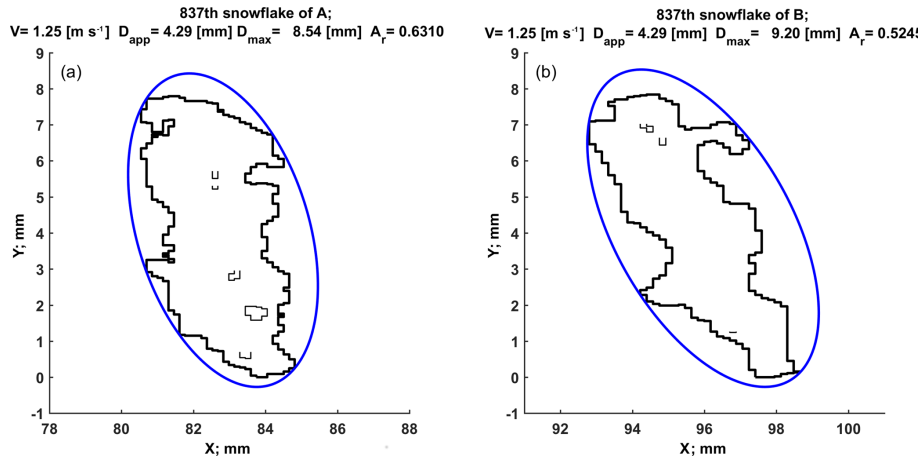 837th snowflake of A;
V= 1.25 [m s⁻¹] D_app= 4.29 [mm] D_max= 8.54 [mm] A_r= 0.6310
(a)
9
8
7
6
5
4
3
2
1
0
-1
Y; mm
78 80 82 84 86 88
X; mm
837th snowflake of B;
V= 1.25 [m s⁻¹] D_app= 4.29 [mm] D_max= 9.20 [mm] A_r= 0.5245
(b)
9
8
7
6
5
4
3
2
1
0
-1
Y; mm
92 94 96 98 100
X; mm